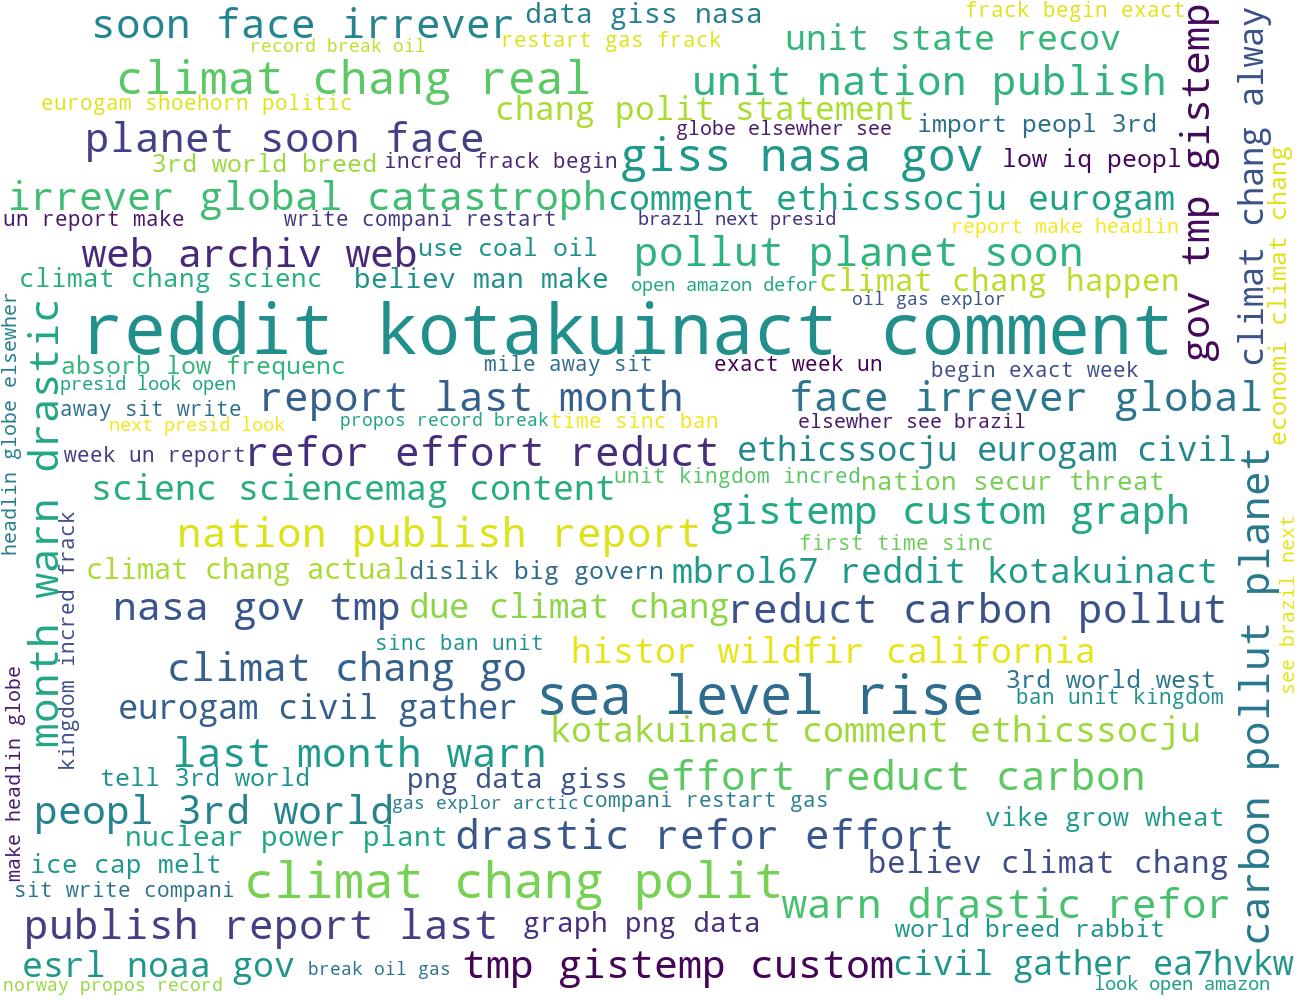 soon face irrever
data giss nasa
frack begin exact
record break oil
restart gas frack
unit state recov
climat chang real
unit nation publish
eurogam shoehorn politic
chang polit statement
planet soon face
globe elsewher see
import peopl 3rd
3rd world breed
incred frack begin
giss nasa gov
low iq peopl
gov tmp gistemp
climat chang alway
irrever global catastroph
comment ethicssocju eurogam
un report make
write compani restart
brazil next presid
report make headlin
web archiv web
use coal oil
pollut planet soon
economi climat chang
climat chang scienc
believ man make
open amazon defor
climat chang happen
oil gas explor
headlin globe elsewher
month warn drastic
reddit kotakuinact comment
absorb low frequenc
mile away sit
exact week un
begin exact week
presid look open
away sit write
report last month
face irrever global
next presid look
propos record break
time sinc ban
elsewher see brazil
week un report
refor effort reduct
ethicssocju eurogam civil
scienc sciencemag content
unit kingdom incred
nation secur threat
gistemp custom graph
carbon pollut planet
see brazil next
kingdom incred frack
nation publish report
first time sinc
climat chang actual
dislik big govern
mbrol67 reddit kotakuinact
nasa gov tmp
due climat chang
reduct carbon pollut
sinc ban unit
histor wildfir california
climat chang go
sea level rise
3rd world west
ban unit kingdom
eurogam civil gather
kotakuinact comment ethicssocju
make headlin globe
last month warn
tell 3rd world
png data giss
effort reduct carbon
peopl 3rd world
gas explor arctic
compani restart gas
vike grow wheat
nuclear power plant
drastic refor effort
ice cap melt
believ climat chang
sit write compani
climat chang polit
warn drastic refor
publish report last
graph png data
world breed rabbit
esrl noaa gov
break oil gas
tmp gistemp custom
civil gather ea7hvkw
norway propos record
look open amazon